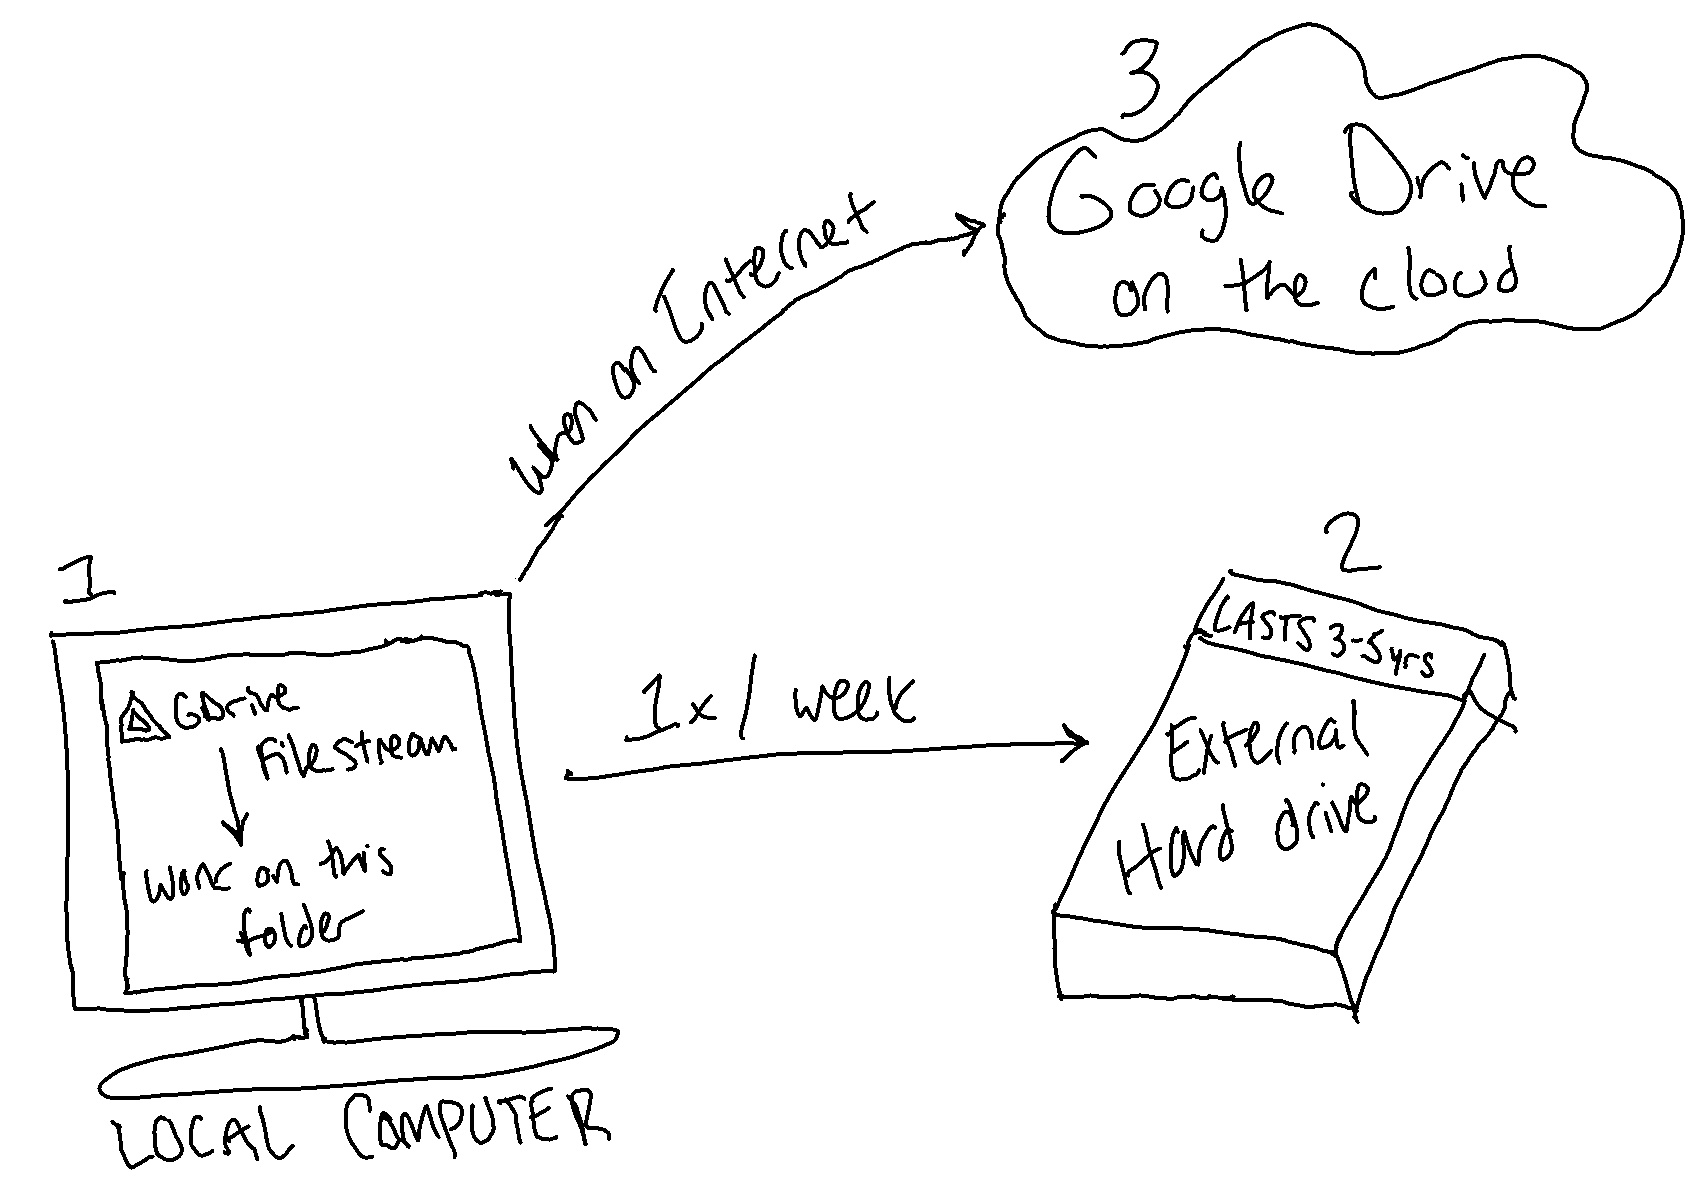 3
Google Drive
on the cloud
when on Internet
2
LASTS 3-5yrs
External
Hard drive
1x / week
1
GDrive
Filestream
Work on this
folder
LOCAL COMPUTER